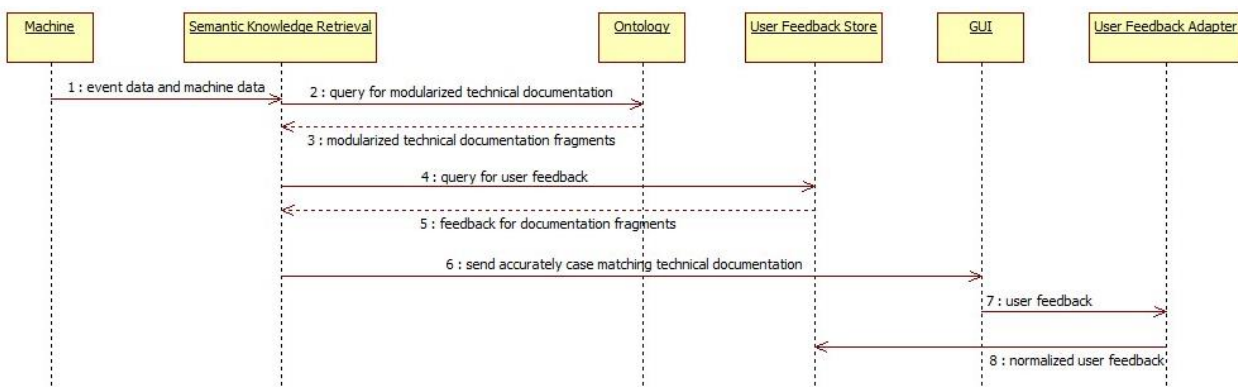 Machine
Semantic Knowledge Retrieval
Ontology
User Feedback Store
GUI
User Feedback Adapter
1 : event data and machine data
2 : query for modularized technical documentation
3 : modularized technical documentation fragments
4 : query for user feedback
5 : feedback for documentation fragments
6 : send accurately case matching technical documentation
7 : user feedback
8 : normalized user feedback